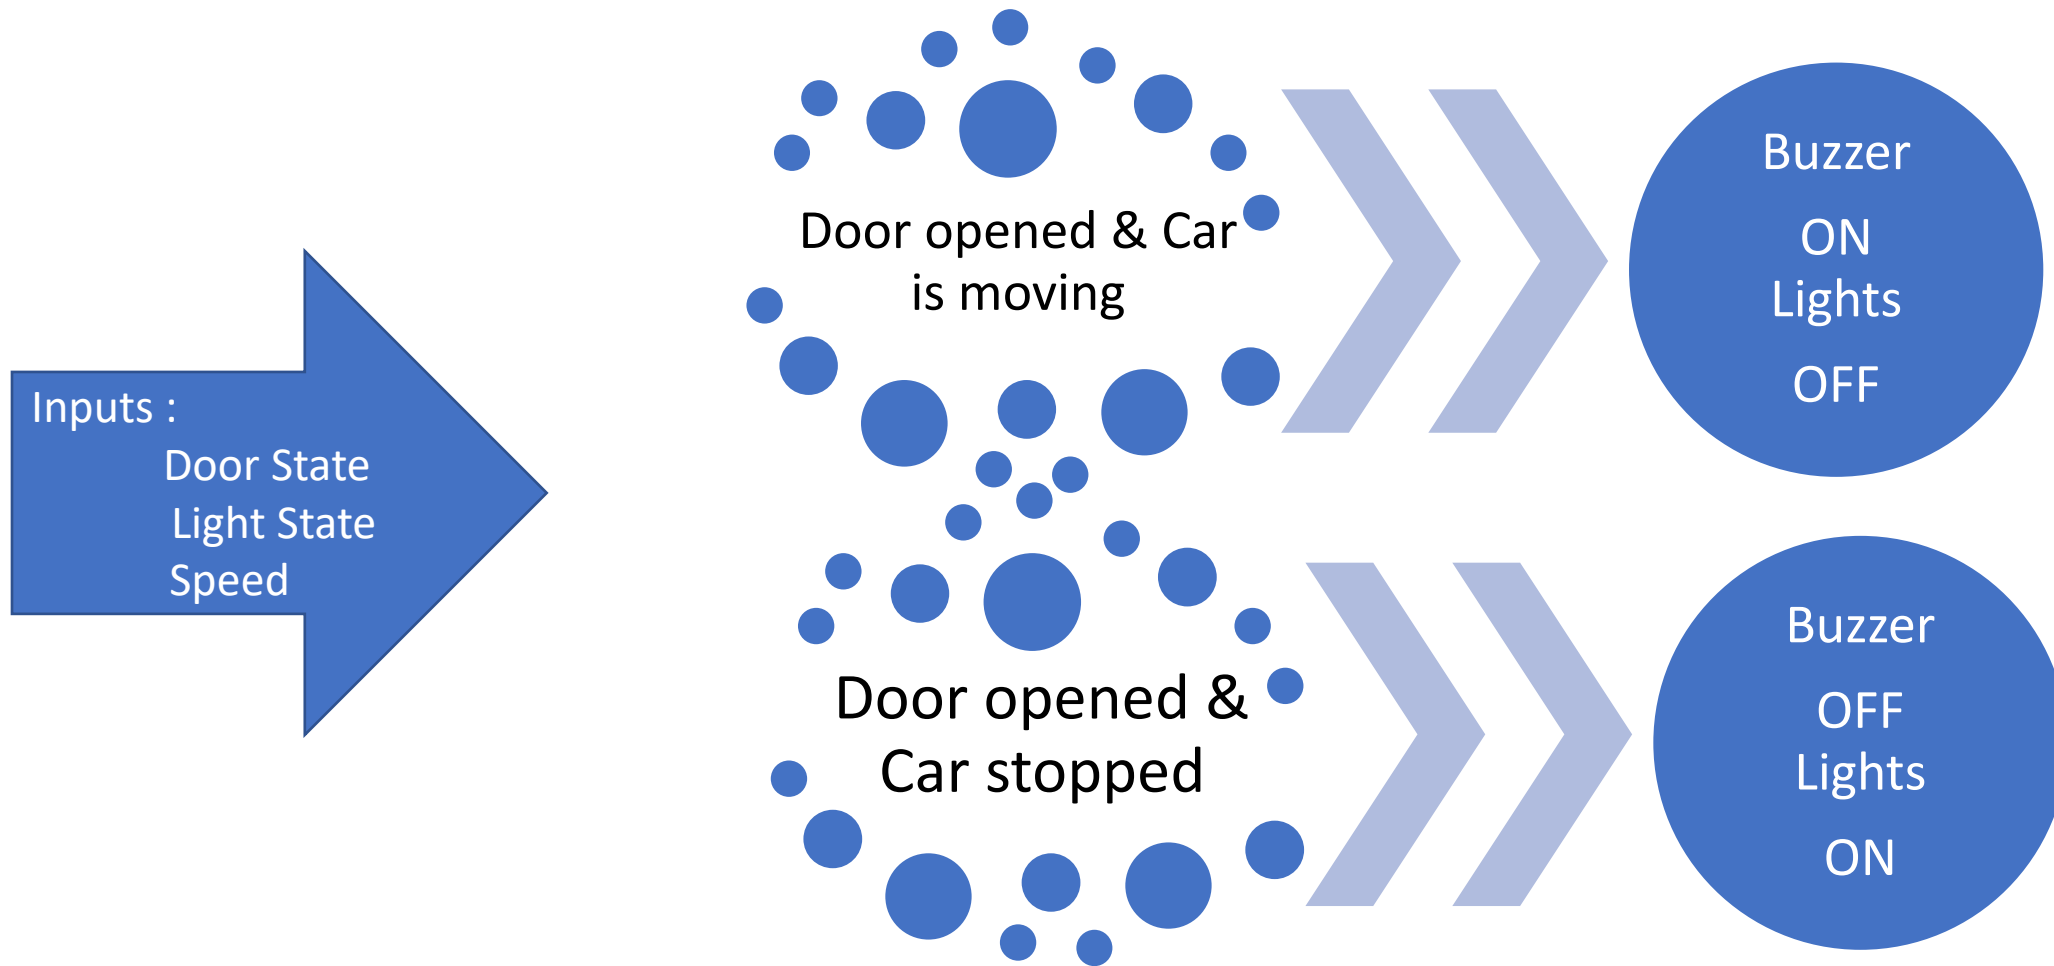 Inputs :
Door State
Light State
Speed
Door opened & Car
is moving
Buzzer
ON
Lights
OFF
Door opened &
Car stopped
Buzzer
OFF
Lights
ON